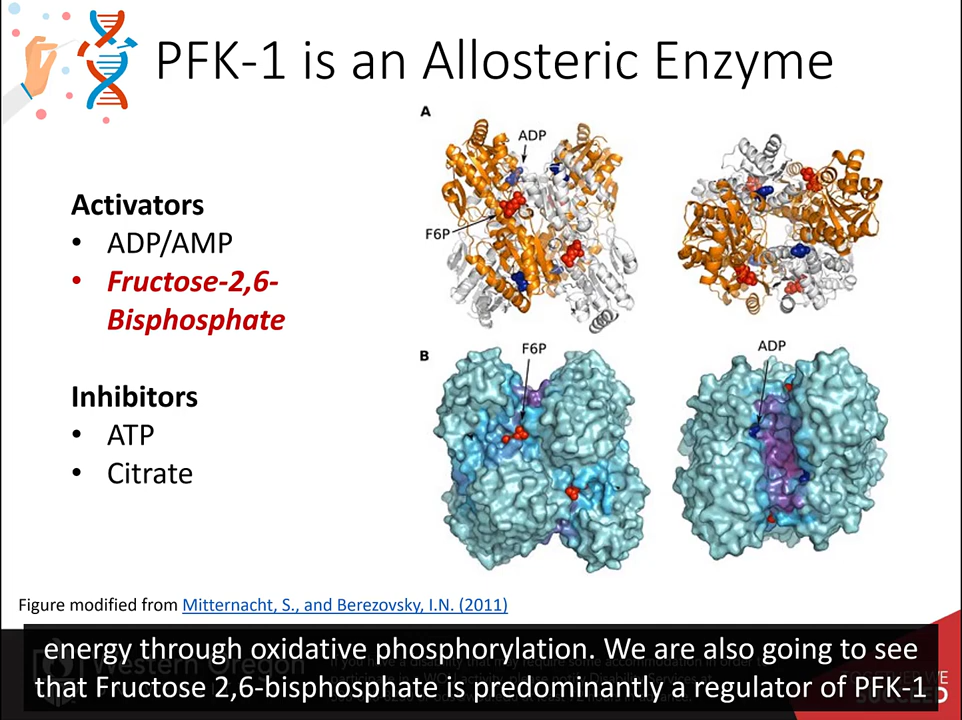 PFK-1 is an Allosteric Enzyme
Activators
• ADP/AMP
• Fructose-2,6-
Bisphosphate
Inhibitors
• ATP
• Citrate
A
ADP
F6P
B
F6P
ADP
Figure modified from Mitternacht, S., and Berezovsky, I.N. (2011)
energy through oxidative phosphorylation. We are also going to see
that Fructose 2,6-bisphosphate is predominantly a regulator of PFK-1